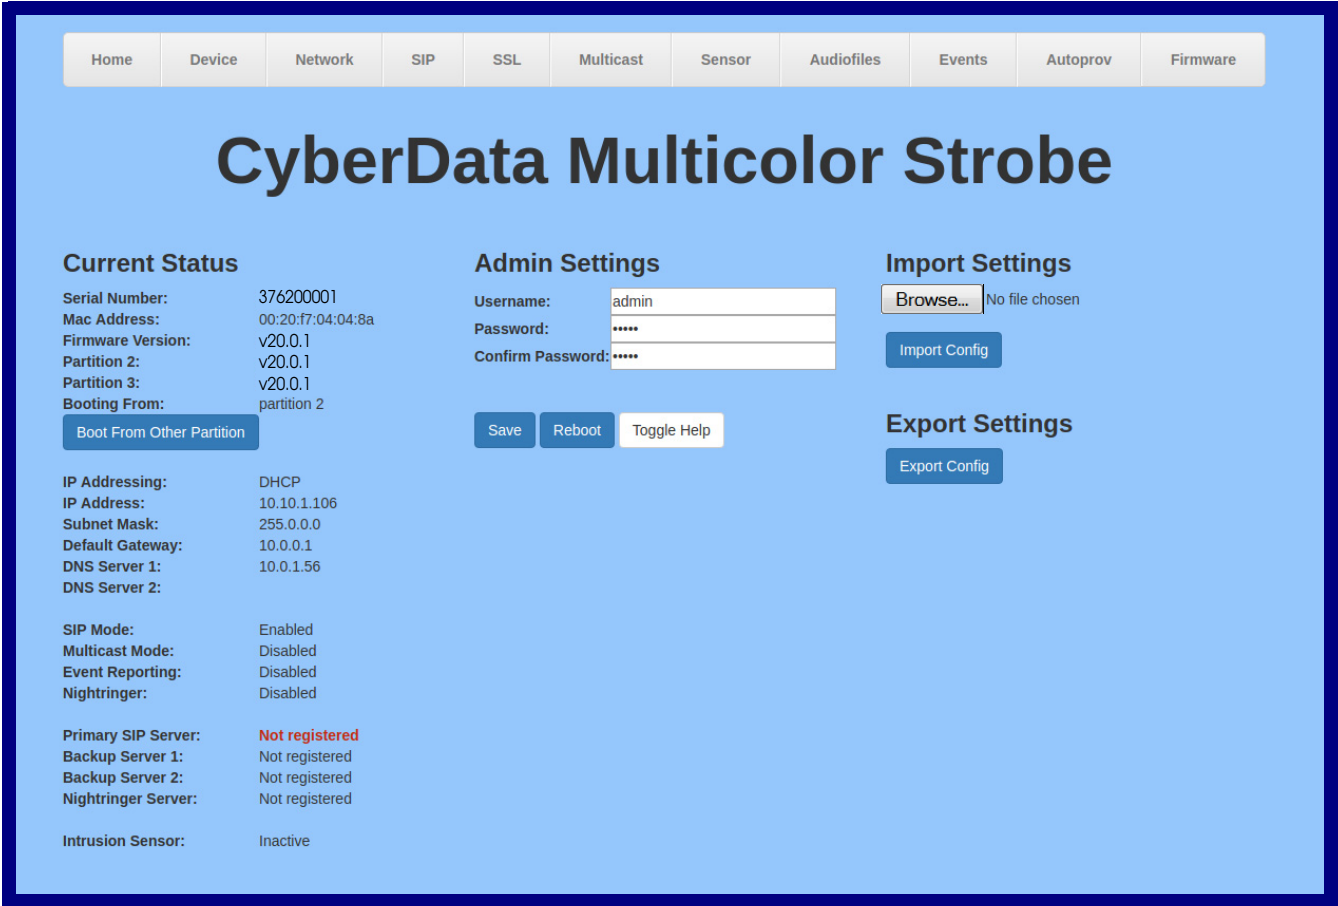 Home Device Network SIP SSL Multicast Sensor Audiofiles Events Autoprov Firmware
CyberData Multicolor Strobe
Current Status
Serial Number: 376200001
Mac Address: 00:20:f7:04:04:8a
Firmware Version: v20.0.1
Partition 2: v20.0.1
Partition 3: v20.0.1
Booting From: partition 2
Boot From Other Partition
IP Addressing: DHCP
IP Address: 10.10.1.106
Subnet Mask: 255.0.0.0
Default Gateway: 10.0.0.1
DNS Server 1: 10.0.1.56
DNS Server 2:
SIP Mode: Enabled
Multicast Mode: Disabled
Event Reporting: Disabled
Nightringer: Disabled
Primary SIP Server: Not registered
Backup Server 1: Not registered
Backup Server 2: Not registered
Nightringer Server: Not registered
Intrusion Sensor: Inactive
Admin Settings
Username: admin
Password: •••••
Confirm Password: •••••
Save Reboot Toggle Help
Import Settings
Browse... No file chosen
Import Config
Export Settings
Export Config